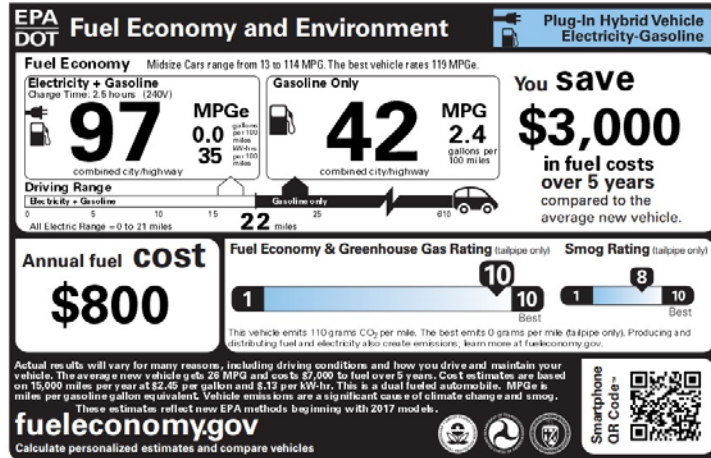 EPA
DOT
Fuel Economy and Environment
Plug-In Hybrid Vehicle
Electricity-Gasoline
Fuel Economy
Midsize Cars range from 13 to 114 MPG. The best vehicle rates 119 MPGe.
Electricity + Gasoline
Charge Time: 2.5 hours (240V)
97
MPGe
0.0
gallons per 100 miles
35
kW-hrs per 100 miles
combined city/highway
Gasoline Only
42
MPG
2.4
gallons per
100 miles
combined city/highway
You save
$3,000
in fuel costs
over 5 years
compared to the
average new vehicle.
Driving Range
Electricity + Gasoline
Gasoline only
0 5 10 15 25 610
All Electric Range = 0 to 21 miles
22 miles
Annual fuel cost
$800
Fuel Economy & Greenhouse Gas Rating (tailpipe only)
10
1
10
Best
Smog Rating (tailpipe only)
8
1
10
Best
This vehicle emits 110 grams CO₂ per mile. The best emits 0 grams per mile (tailpipe only). Producing and
distributing fuel and electricity also create emissions; learn more at fueleconomy.gov.
Actual results will vary for many reasons, including driving conditions and how you drive and maintain your
vehicle. The average new vehicle gets 26 MPG and costs $7,000 to fuel over 5 years. Cost estimates are based
on 15,000 miles per year at $2.45 per gallon and $.13 per kW-hr. This is a dual fueled automobile. MPGe is
miles per gasoline gallon equivalent. Vehicle emissions are a significant cause of climate change and smog.
These estimates reflect new EPA methods beginning with 2017 models.
fueleconomy.gov
Calculate personalized estimates and compare vehicles
Smartphone
QR Code™